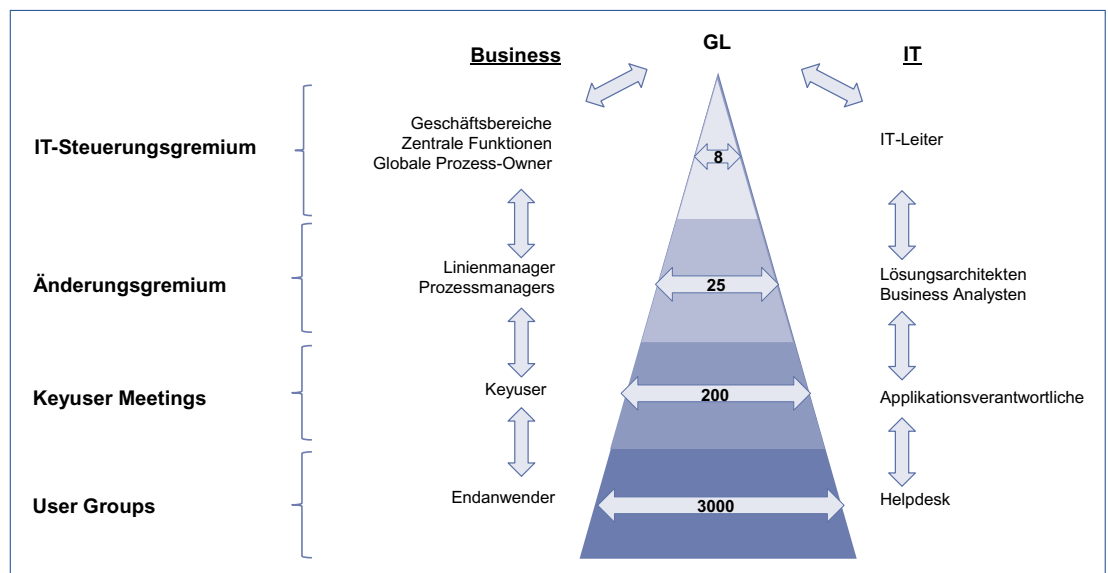 Business
GL
IT
IT-Steuerungsgremium
Geschäftsbereiche
Zentrale Funktionen
Globale Prozess-Owner
8
IT-Leiter
Änderungsgremium
Linienmanager
Prozessmanagers
25
Lösungsarchitekten
Business Analysten
Keyuser Meetings
Keyuser
200
Applikationsverantwortliche
User Groups
Endanwender
3000
Helpdesk